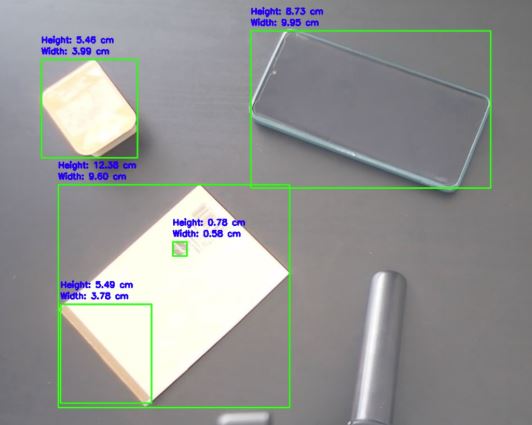 Height: 8.73 cm
Width: 9.95 cm
Height: 5.46 cm
Width: 3.99 cm
Height: 12.38 cm
Width: 9.60 cm
Height: 0.78 cm
Width: 0.58 cm
Height: 5.49 cm
Width: 3.78 cm